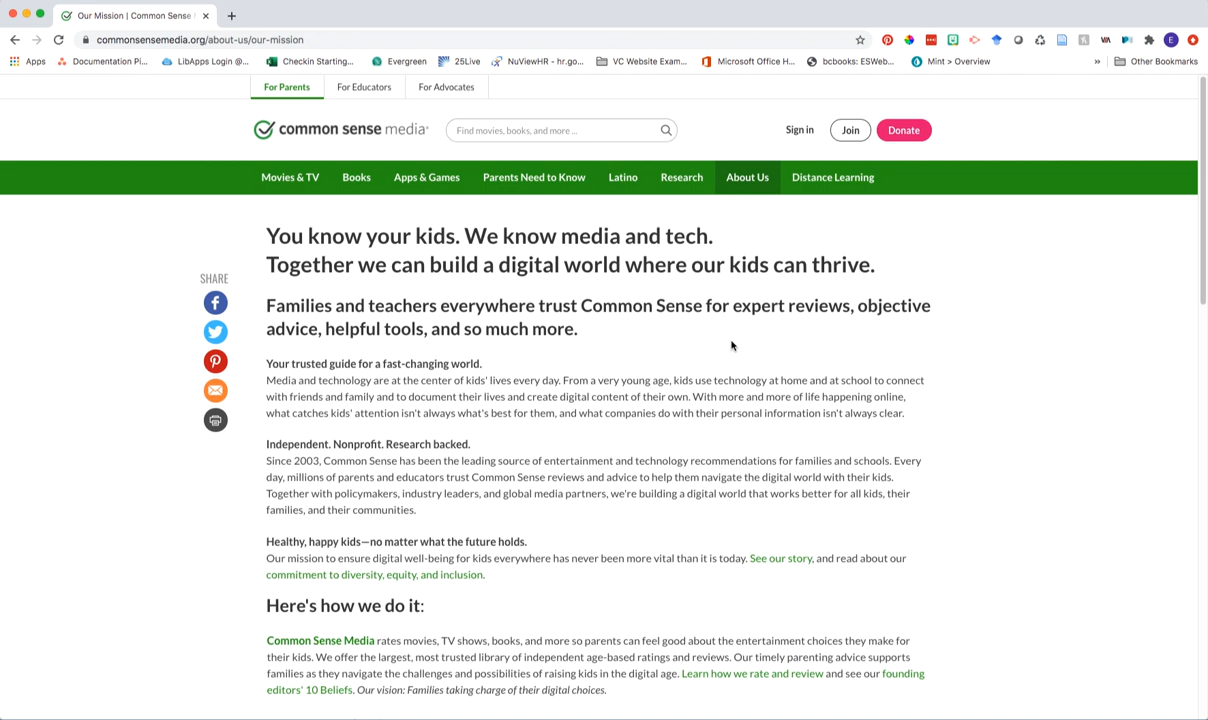 Our Mission | Common Sense
commonsensemedia.org/about-us/our-mission
Apps Documentation Pl... LibApps Login @... Checkin Starting... Evergreen 25Live NuViewHR - hr.go... VC Website Exam... Microsoft Office H... bcbooks: ESWeb... Mint > Overview » Other Bookmarks
For Parents For Educators For Advocates
common sense media
Find movies, books, and more ...
Sign in Join Donate
Movies & TV Books Apps & Games Parents Need to Know Latino Research About Us Distance Learning
You know your kids. We know media and tech.
Together we can build a digital world where our kids can thrive.
SHARE
Families and teachers everywhere trust Common Sense for expert reviews, objective
advice, helpful tools, and so much more.
Your trusted guide for a fast-changing world.
Media and technology are at the center of kids' lives every day. From a very young age, kids use technology at home and at school to connect
with friends and family and to document their lives and create digital content of their own. With more and more of life happening online,
what catches kids' attention isn't always what's best for them, and what companies do with their personal information isn't always clear.
Independent. Nonprofit. Research backed.
Since 2003, Common Sense has been the leading source of entertainment and technology recommendations for families and schools. Every
day, millions of parents and educators trust Common Sense reviews and advice to help them navigate the digital world with their kids.
Together with policymakers, industry leaders, and global media partners, we're building a digital world that works better for all kids, their
families, and their communities.
Healthy, happy kids—no matter what the future holds.
Our mission to ensure digital well-being for kids everywhere has never been more vital than it is today. See our story, and read about our
commitment to diversity, equity, and inclusion.
Here's how we do it:
Common Sense Media rates movies, TV shows, books, and more so parents can feel good about the entertainment choices they make for
their kids. We offer the largest, most trusted library of independent age-based ratings and reviews. Our timely parenting advice supports
families as they navigate the challenges and possibilities of raising kids in the digital age. Learn how we rate and review and see our founding
editors' 10 Beliefs. Our vision: Families taking charge of their digital choices.